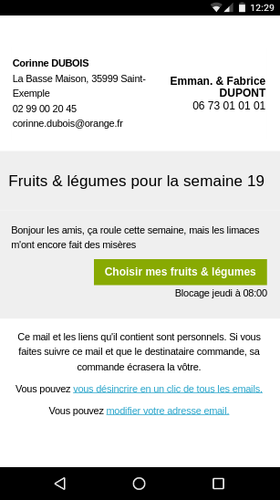 12:29
Corinne DUBOIS
La Basse Maison, 35999 Saint-
Exemple
02 99 00 20 45
corinne.dubois@orange.fr
Emman. & Fabrice
DUPONT
06 73 01 01 01
Fruits & légumes pour la semaine 19
Bonjour les amis, ça roule cette semaine, mais les limaces
m'ont encore fait des misères
Choisir mes fruits & légumes
Blocage jeudi à 08:00
Ce mail et les liens qu'il contient sont personnels. Si vous
faites suivre ce mail et que le destinataire commande, sa
commande écrasera la vôtre.
Vous pouvez vous désincrire en un clic de tous les emails.
Vous pouvez modifier votre adresse email.